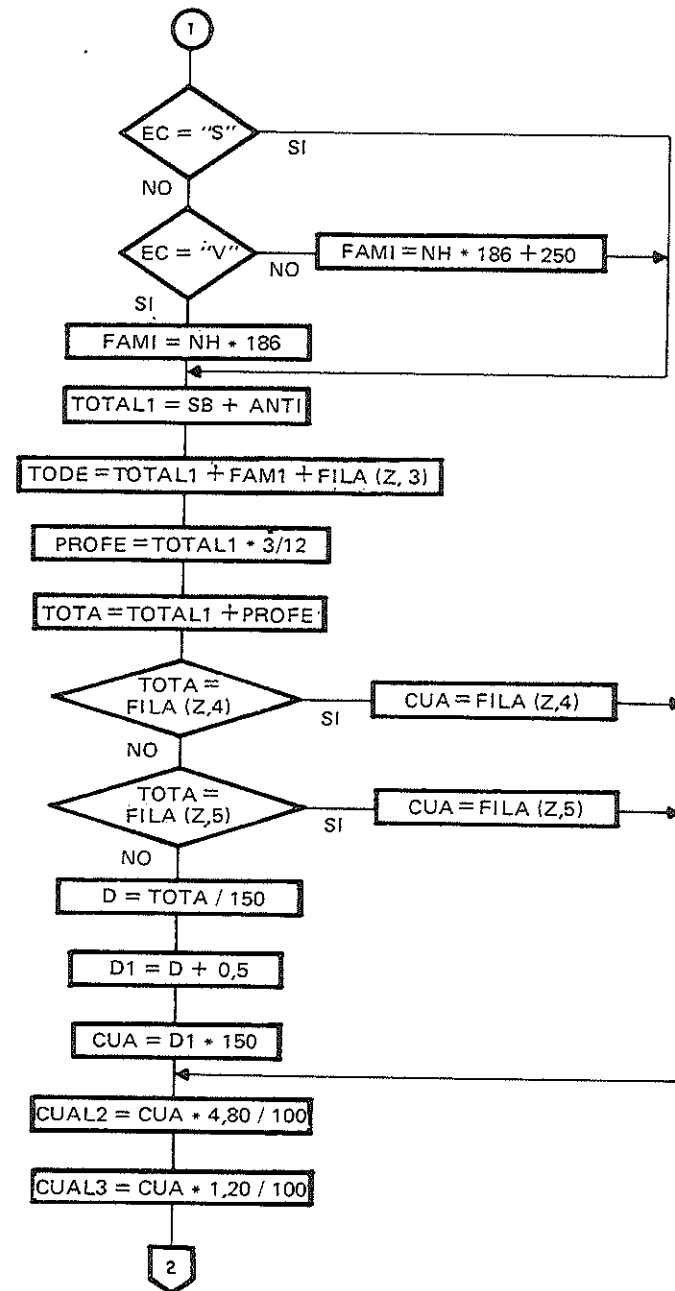 1
EC = "S"
SI
NO
EC = "V"
NO
FAMI = NH * 186 + 250
SI
FAMI = NH * 186
TOTAL1 = SB + ANTI
TODE = TOTAL1 + FAM1 + FILA (Z, 3)
PROFE = TOTAL1 * 3/12
TOTA = TOTAL1 + PROFE
TOTA =
FILA (Z,4)
SI
CUA = FILA (Z,4)
NO
TOTA =
FILA (Z,5)
SI
CUA = FILA (Z,5)
NO
D = TOTA / 150
D1 = D + 0,5
CUA = D1 * 150
CUAL2 = CUA * 4,80 / 100
CUAL3 = CUA * 1,20 / 100
2